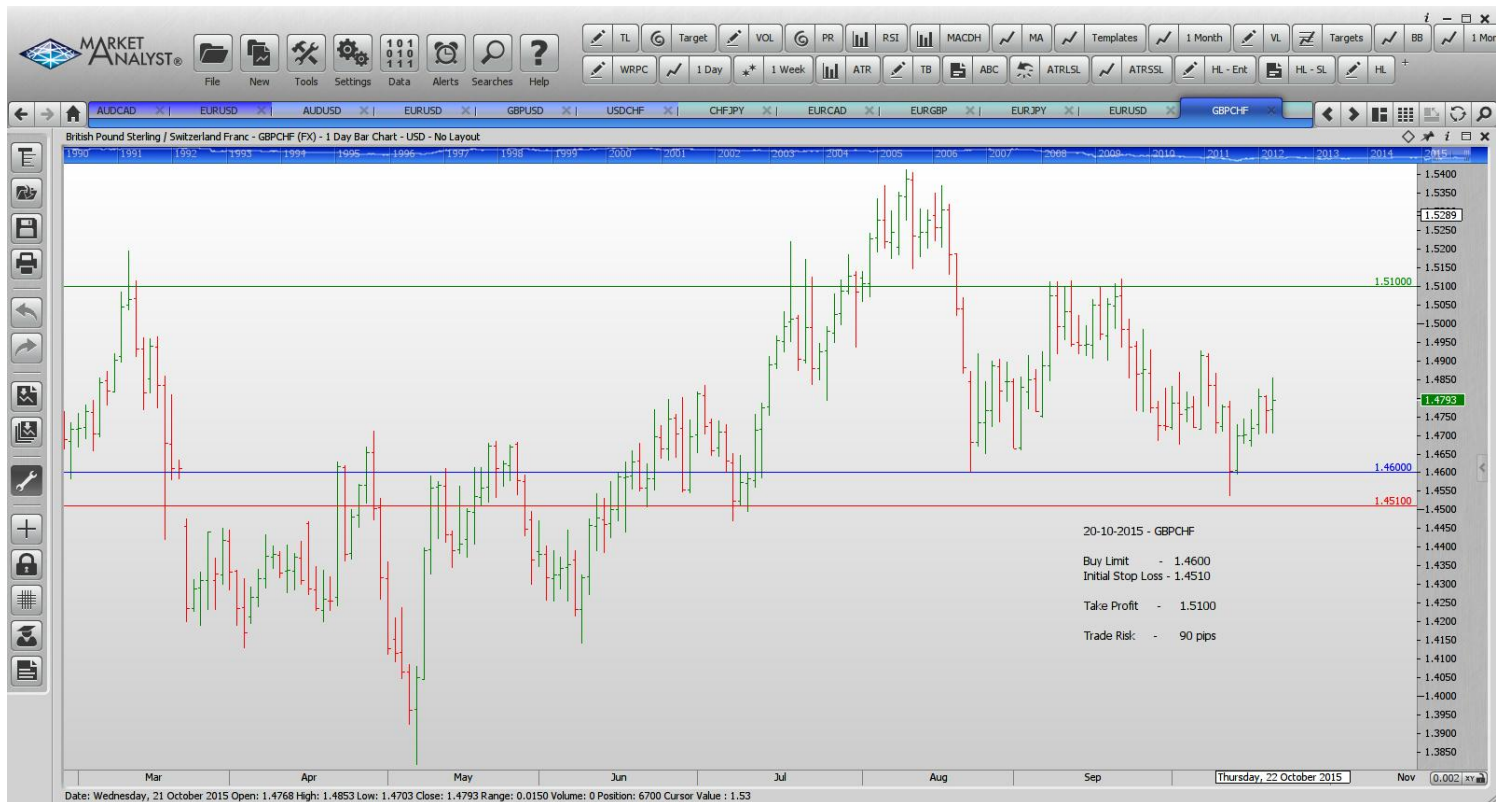 i
MARKET
ANALYST®
File New Tools Settings Data Alerts Searches Help
101
010
111
TL Target VOL PR RSI MACDH MA Templates 1 Month VL Targets BB 1 Mor
WRPC 1 Day 1 Week ATR TB ABC ATRLSL ATRSSL HL - Ent HL - SL HL +
AUDCAD EURUSD AUDUSD EURUSD GBPUSD USDCHF CHFJPY EURCAD EURGBP EURJPY EURUSD GBPCHF
British Pound Sterling / Switzerland Franc - GBPCHF (FX) - 1 Day Bar Chart - USD - No Layout
1990 1991 1992 1993 1994 1995 1996 1997 1998 1999 2000 2001 2002 2003 2004 2005 2006 2007 2008 2009 2010 2011 2012 2013 2014 2015
1.5400
1.5350
1.5289
1.5250
1.5200
1.5150
1.51000
1.5100
1.5050
1.5000
1.4950
1.4900
1.4850
1.4793
1.4750
1.4700
1.4650
1.46000
1.4600
1.4550
1.45100
1.4500
1.4450
1.4400
1.4350
1.4300
1.4250
1.4200
1.4150
1.4100
1.4050
1.4000
1.3950
1.3900
1.3850
20-10-2015 - GBPCHF
Buy Limit - 1.4600
Initial Stop Loss - 1.4510
Take Profit - 1.5100
Trade Risk - 90 pips
Mar Apr May Jun Jul Aug Sep Thursday, 22 October 2015 Nov 0.002 XY
Date: Wednesday, 21 October 2015 Open: 1.4768 High: 1.4853 Low: 1.4703 Close: 1.4793 Range: 0.0150 Volume: 0 Position: 6700 Cursor Value : 1.53